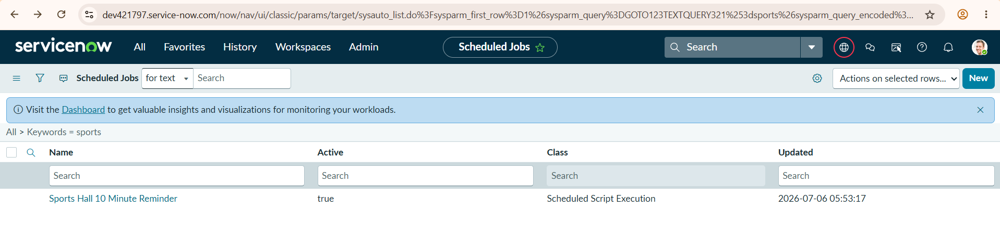 dev421797.service-now.com/now/nav/ui/classic/params/target/sysauto_list.do%3Fsysparm_first_row%3D1%26sysparm_query%3DGOTO123TEXTQUERY321%253dsports%26sysparm_query_encoded%3...
servicenow All Favorites History Workspaces Admin Scheduled Jobs Search
Scheduled Jobs for text Search Actions on selected rows... New
Visit the Dashboard to get valuable insights and visualizations for monitoring your workloads.
All > Keywords = sports
Name Active Class Updated
Search Search Search Search
Sports Hall 10 Minute Reminder true Scheduled Script Execution 2026-07-06 05:53:17